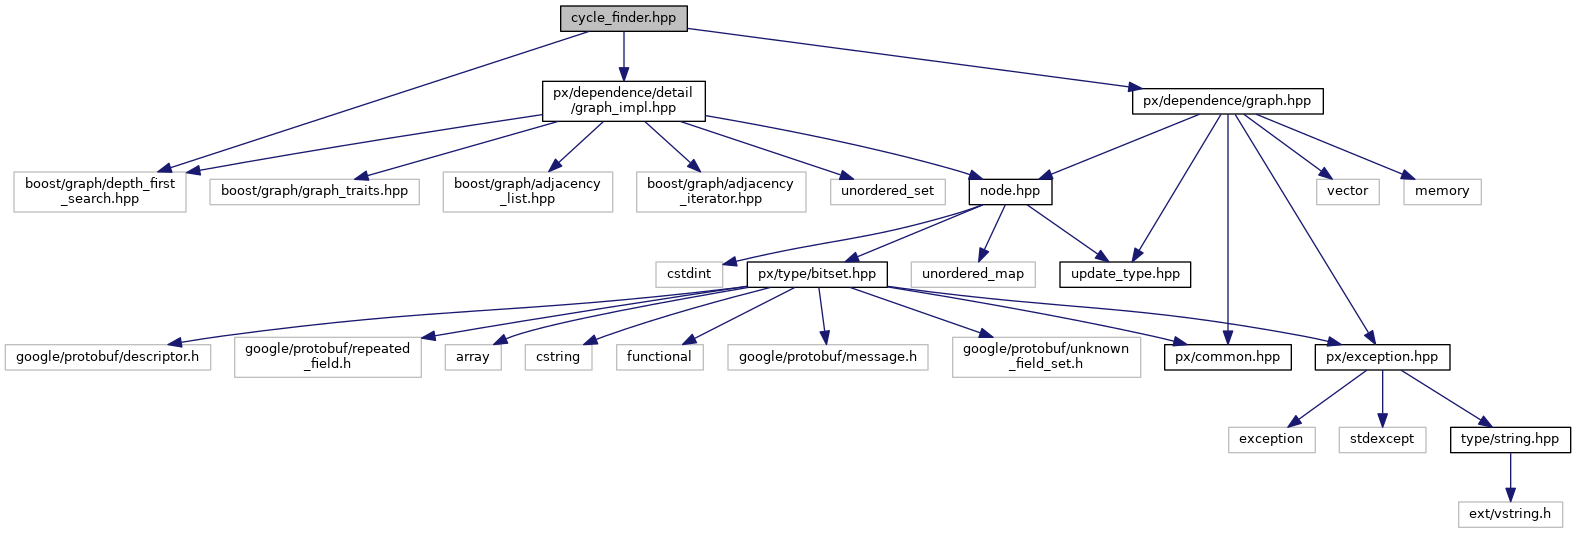 cycle_finder.hpp
px/dependence/detail
/graph_impl.hpp
px/dependence/graph.hpp
boost/graph/depth_first
_search.hpp
boost/graph/graph_traits.hpp
boost/graph/adjacency
_list.hpp
boost/graph/adjacency
_iterator.hpp
unordered_set
node.hpp
vector
memory
cstdint
px/type/bitset.hpp
unordered_map
update_type.hpp
google/protobuf/descriptor.h
google/protobuf/repeated
_field.h
array
cstring
functional
google/protobuf/message.h
google/protobuf/unknown
_field_set.h
px/common.hpp
px/exception.hpp
exception
stdexcept
type/string.hpp
ext/vstring.h